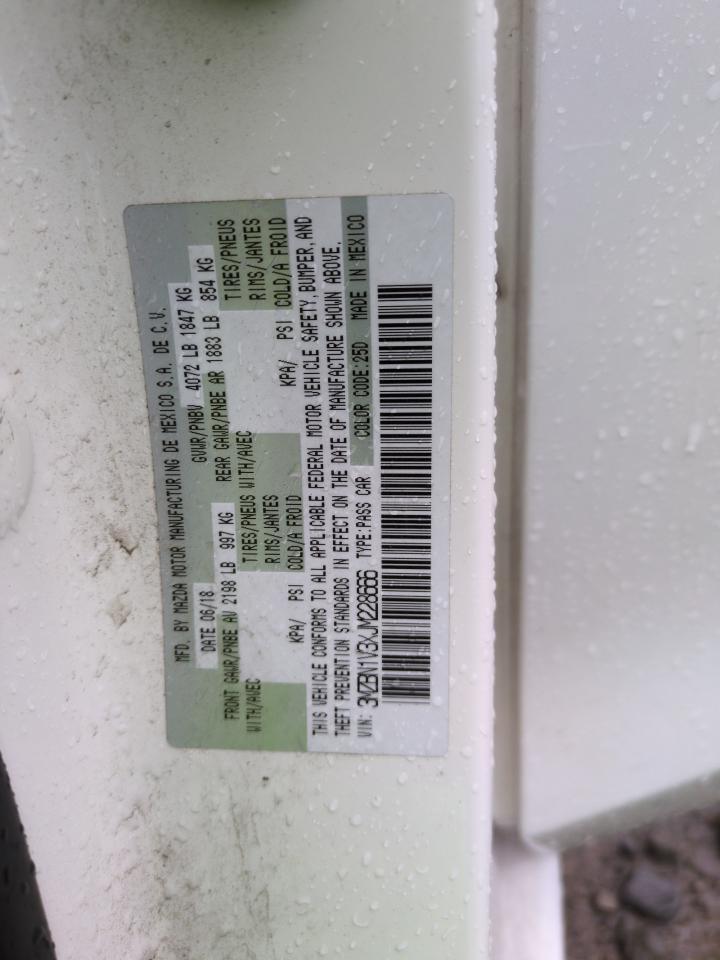 MFD. BY MAZDA MOTOR MANUFACTURING DE MEXICO S.A. DE C.V.
DATE 06/18 GVWR/PNBV 4072 LB 1847 KG
FRONT GAWR/PNBE AV 2198 LB 997 KG REAR GAWR/PNBE AR 1883 LB 854 KG
WITH/AVEC TIRES/PNEUS WITH/AVEC TIRES/PNEUS
RIMS/JANTES RIMS/JANTES
KPA/ PSI COLD/A FROID KPA/ PSI COLD/A FROID
THIS VEHICLE CONFORMS TO ALL APPLICABLE FEDERAL MOTOR VEHICLE SAFETY, BUMPER, AND
THEFT PREVENTION STANDARDS IN EFFECT ON THE DATE OF MANUFACTURE SHOWN ABOVE.
VIN: 3MZBN1V3XJM228666 TYPE:PASS CAR COLOR CODE:25D MADE IN MEXICO